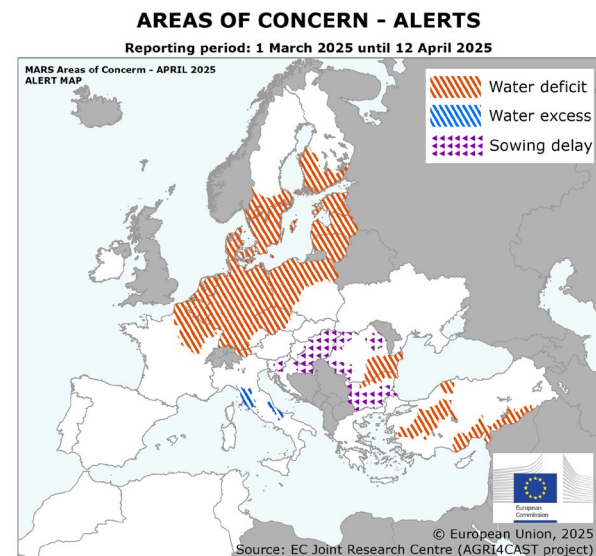 AREAS OF CONCERN - ALERTS
Reporting period: 1 March 2025 until 12 April 2025
MARS Areas of Concerm - APRIL 2025
ALERT MAP
Water deficit
Water excess
Sowing delay
European
Commission
© European Union, 2025
Source: EC Joint Research Centre (AGRI4CAST project)